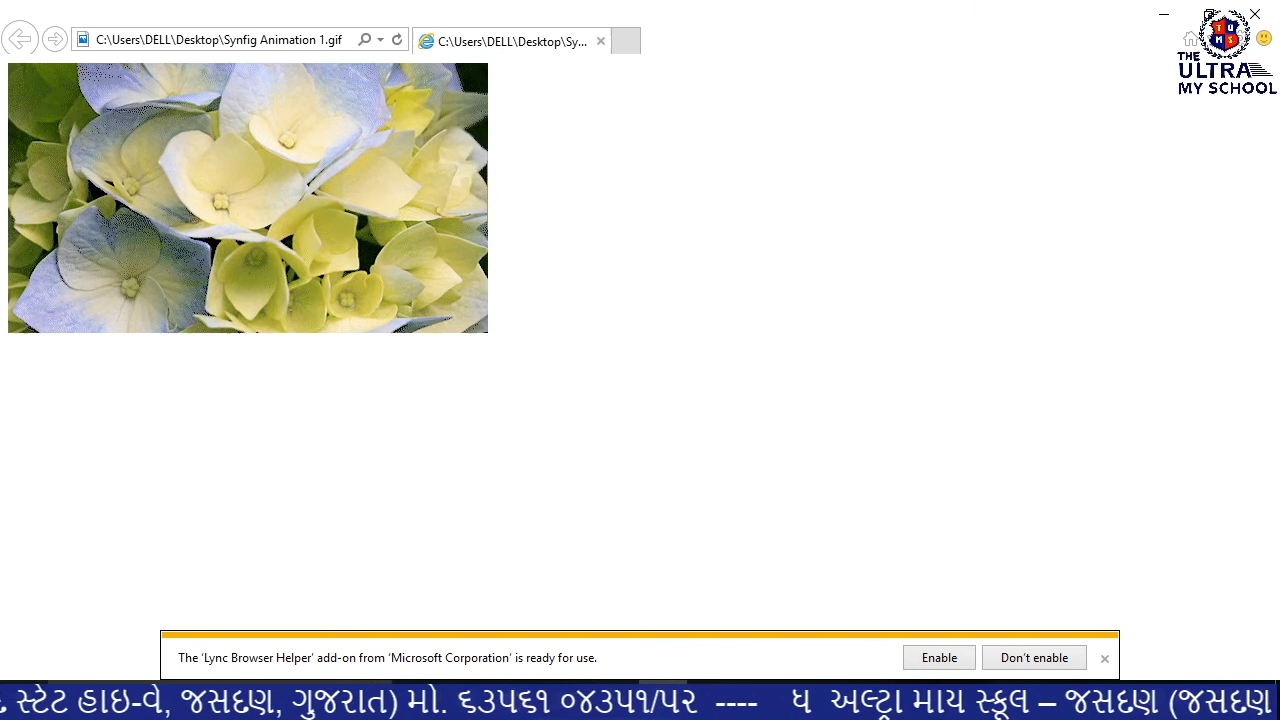 C:\Users\DELL\Desktop\Synfig Animation 1.gif
C:\Users\DELL\Desktop\Sy...
TUMS
THE
ULTRA
MY SCHOOL
The ‘Lync Browser Helper’ add-on from ‘Microsoft Corporation’ is ready for use.
Enable
Don't enable
સ્ટેટ હાઇ-વે, જસદણ, ગુજરાત) મો. ૬૩૫૬૧ ૦૪૩૫૧/૫૨ ---- ધ અલ્ટ્રા માય સ્કૂલ – જસદણ (જસદણ